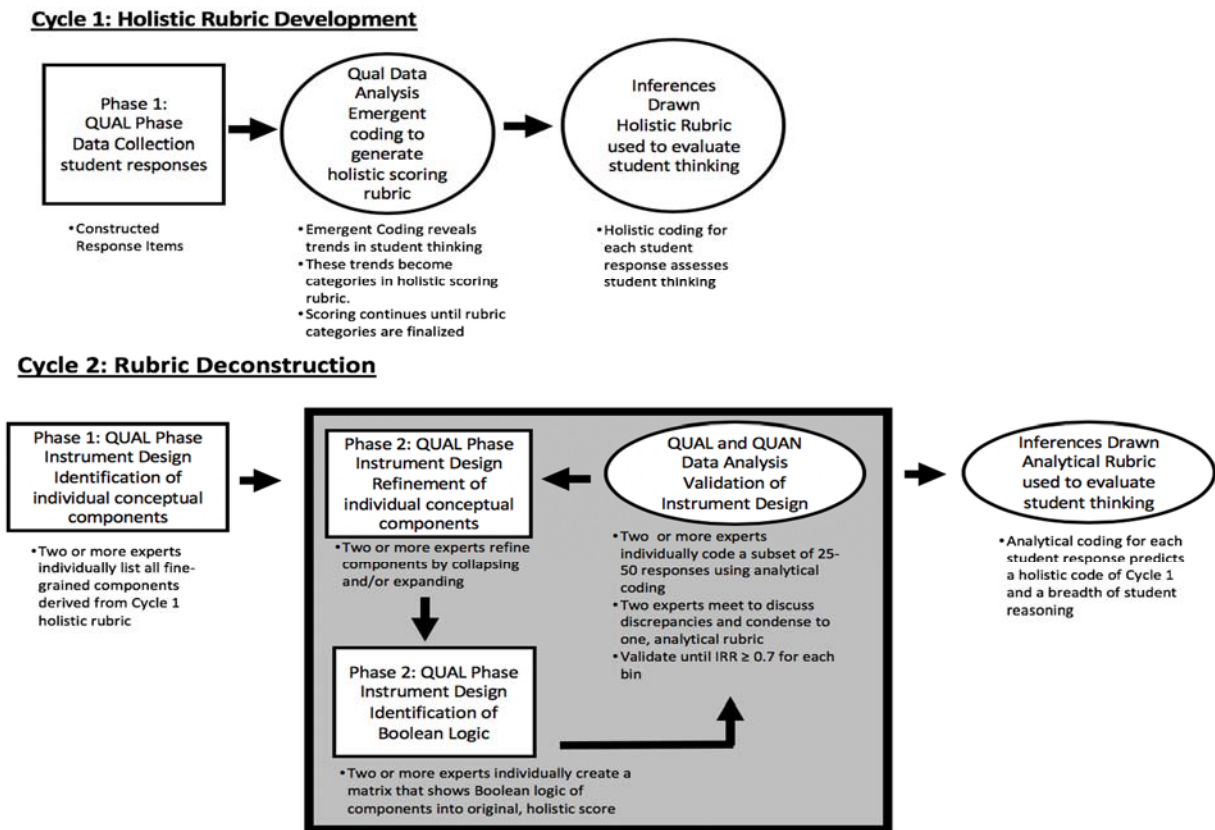 Cycle 1: Holistic Rubric Development
Phase 1:
QUAL Phase
Data Collection
student responses
• Constructed
Response Items
Qual Data
Analysis
Emergent
coding to
generate
holistic scoring
rubric
• Emergent Coding reveals
trends in student thinking
• These trends become
categories in holistic scoring
rubric.
• Scoring continues until rubric
categories are finalized
Inferences
Drawn
Holistic Rubric
used to evaluate
student thinking
• Holistic coding for
each student
response assesses
student thinking
Cycle 2: Rubric Deconstruction
Phase 1: QUAL Phase
Instrument Design
Identification of
individual conceptual
components
• Two or more experts
individually list all fine-
grained components
derived from Cycle 1
holistic rubric
Phase 2: QUAL Phase
Instrument Design
Refinement of
individual conceptual
components
• Two or more experts refine
components by collapsing
and/or expanding
Phase 2: QUAL Phase
Instrument Design
Identification of
Boolean Logic
• Two or more experts individually create a
matrix that shows Boolean logic of
components into original, holistic score
QUAL and QUAN
Data Analysis
Validation of
Instrument Design
• Two or more experts
individually code a subset of 25-
50 responses using analytical
coding
• Two experts meet to discuss
discrepancies and condense to
one, analytical rubric
• Validate until IRR ≥ 0.7 for each
bin
Inferences Drawn
Analytical Rubric
used to evaluate
student thinking
• Analytical coding for each
student response predicts
a holistic code of Cycle 1
and a breadth of student
reasoning